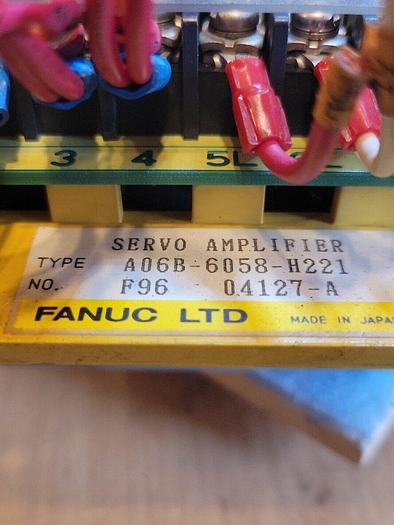 3 4 5L
SERVO AMPLIFIER
TYPE A06B-6058-H221
NO. F96 04127-A
FANUC LTD MADE IN JAPAN